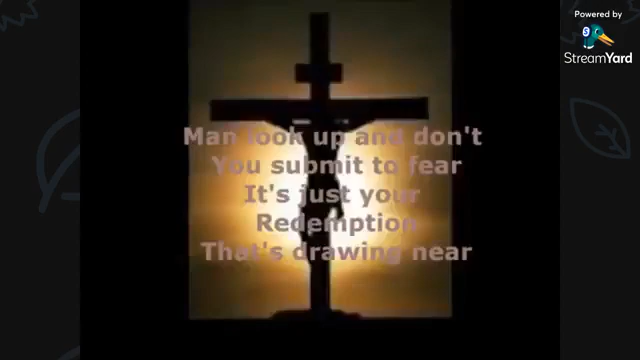 Powered by
StreamYard
Man look up and don't
You submit to fear
It's just your
Redemption
That's drawing near